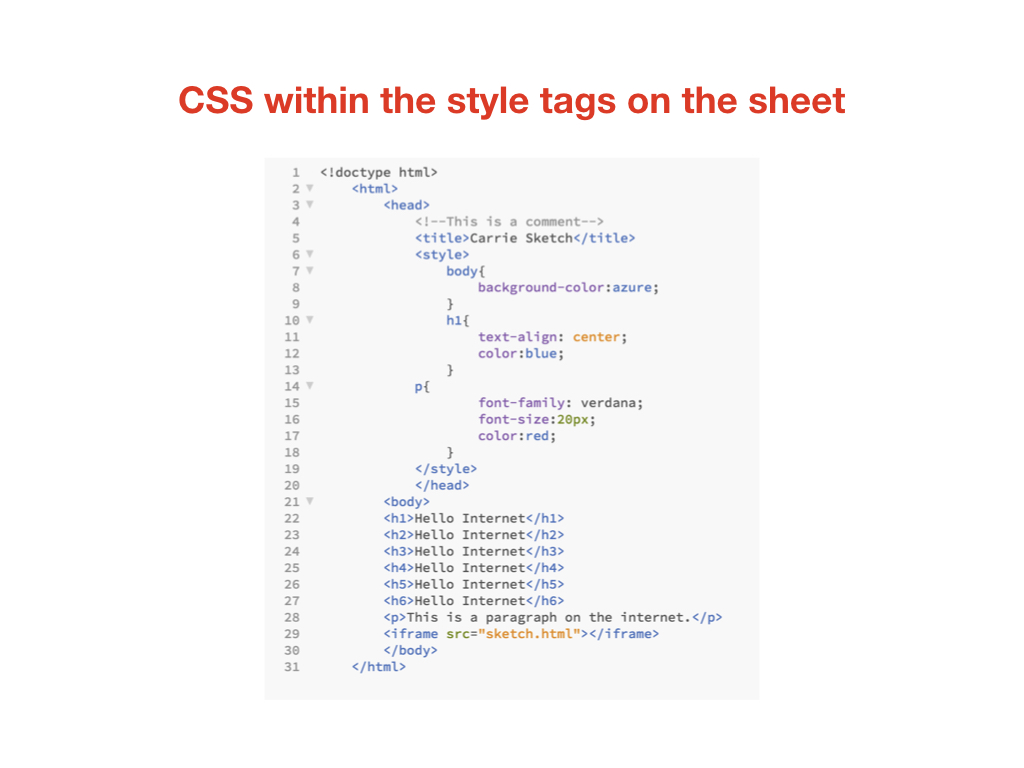 CSS within the style tags on the sheet
1 <!doctype html>
2 <html>
3 <head>
4 <!--This is a comment-->
5 <title>Carrie Sketch</title>
6 <style>
7 body{
8 background-color:azure;
9 }
10 h1{
11 text-align: center;
12 color:blue;
13 }
14 p{
15 font-family: verdana;
16 font-size:20px;
17 color:red;
18 }
19 </style>
20 </head>
21 <body>
22 <h1>Hello Internet</h1>
23 <h2>Hello Internet</h2>
24 <h3>Hello Internet</h3>
25 <h4>Hello Internet</h4>
26 <h5>Hello Internet</h5>
27 <h6>Hello Internet</h6>
28 <p>This is a paragraph on the internet.</p>
29 <iframe src="sketch.html"></iframe>
30 </body>
31 </html>